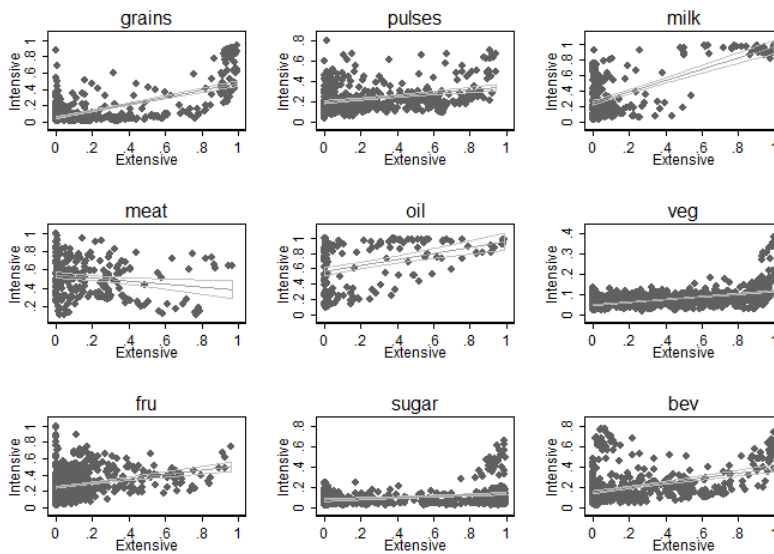 grains
Intensive
0 .2 .4 .6 .8 1
0 .2 .4 .6 .8 1
Extensive
pulses
Intensive
0 .2 .4 .6 .8
0 .2 .4 .6 .8 1
Extensive
milk
Intensive
0 .2 .4 .6 .8 1
0 .2 .4 .6 .8 1
Extensive
meat
Intensive
.2 .4 .6 .8 1
0 .2 .4 .6 .8 1
Extensive
oil
Intensive
.2 .4 .6 .8 1
0 .2 .4 .6 .8 1
Extensive
veg
Intensive
0 .1 .2 .3 .4
0 .2 .4 .6 .8 1
Extensive
fru
Intensive
0 .2 .4 .6 .8 1
0 .2 .4 .6 .8 1
Extensive
sugar
Intensive
0 .2 .4 .6 .8
0 .2 .4 .6 .8 1
Extensive
bev
Intensive
0 .2 .4 .6 .8
0 .2 .4 .6 .8 1
Extensive